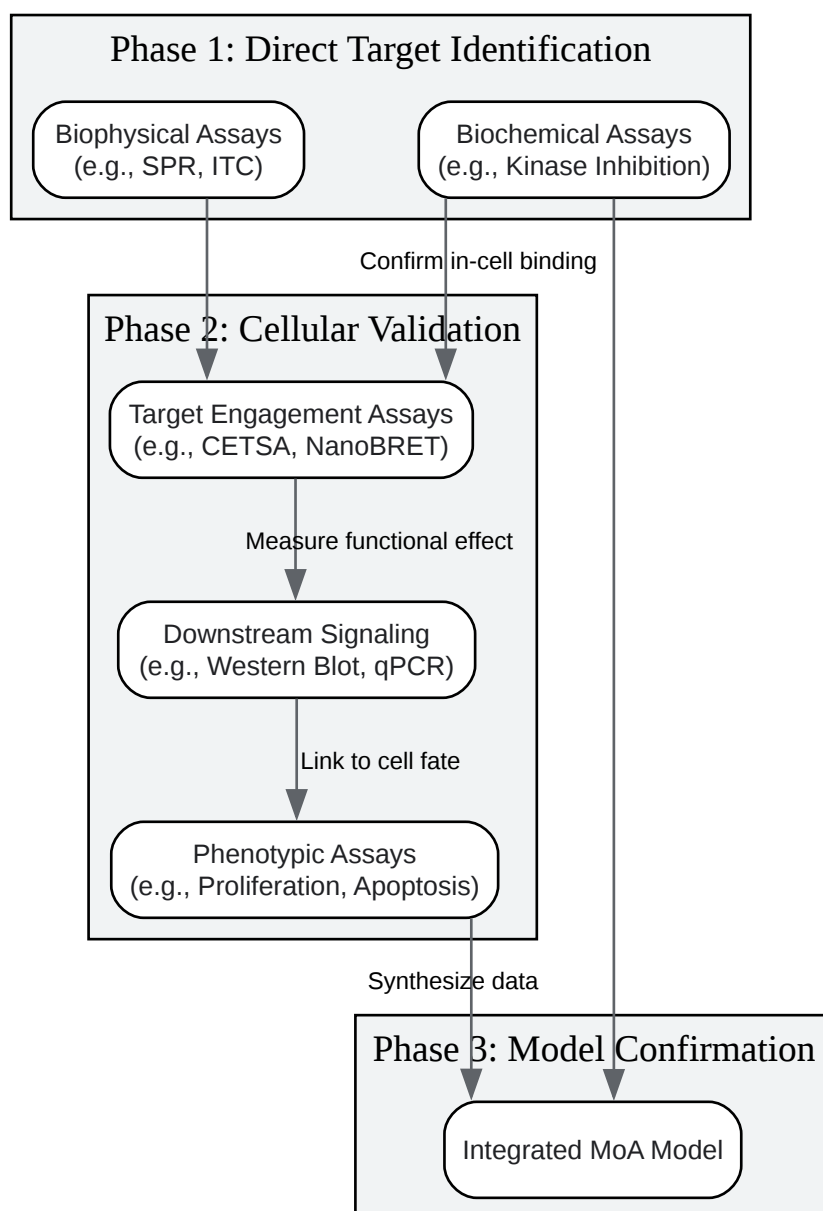 Phase 1: Direct Target Identification
Biophysical Assays
(e.g., SPR, ITC)
Biochemical Assays
(e.g., Kinase Inhibition)
Confirm in-cell binding
Phase 2: Cellular Validation
Target Engagement Assays
(e.g., CETSA, NanoBRET)
Measure functional effect
Downstream Signaling
(e.g., Western Blot, qPCR)
Link to cell fate
Phenotypic Assays
(e.g., Proliferation, Apoptosis)
Synthesize data
Phase 3: Model Confirmation
Integrated MoA Model